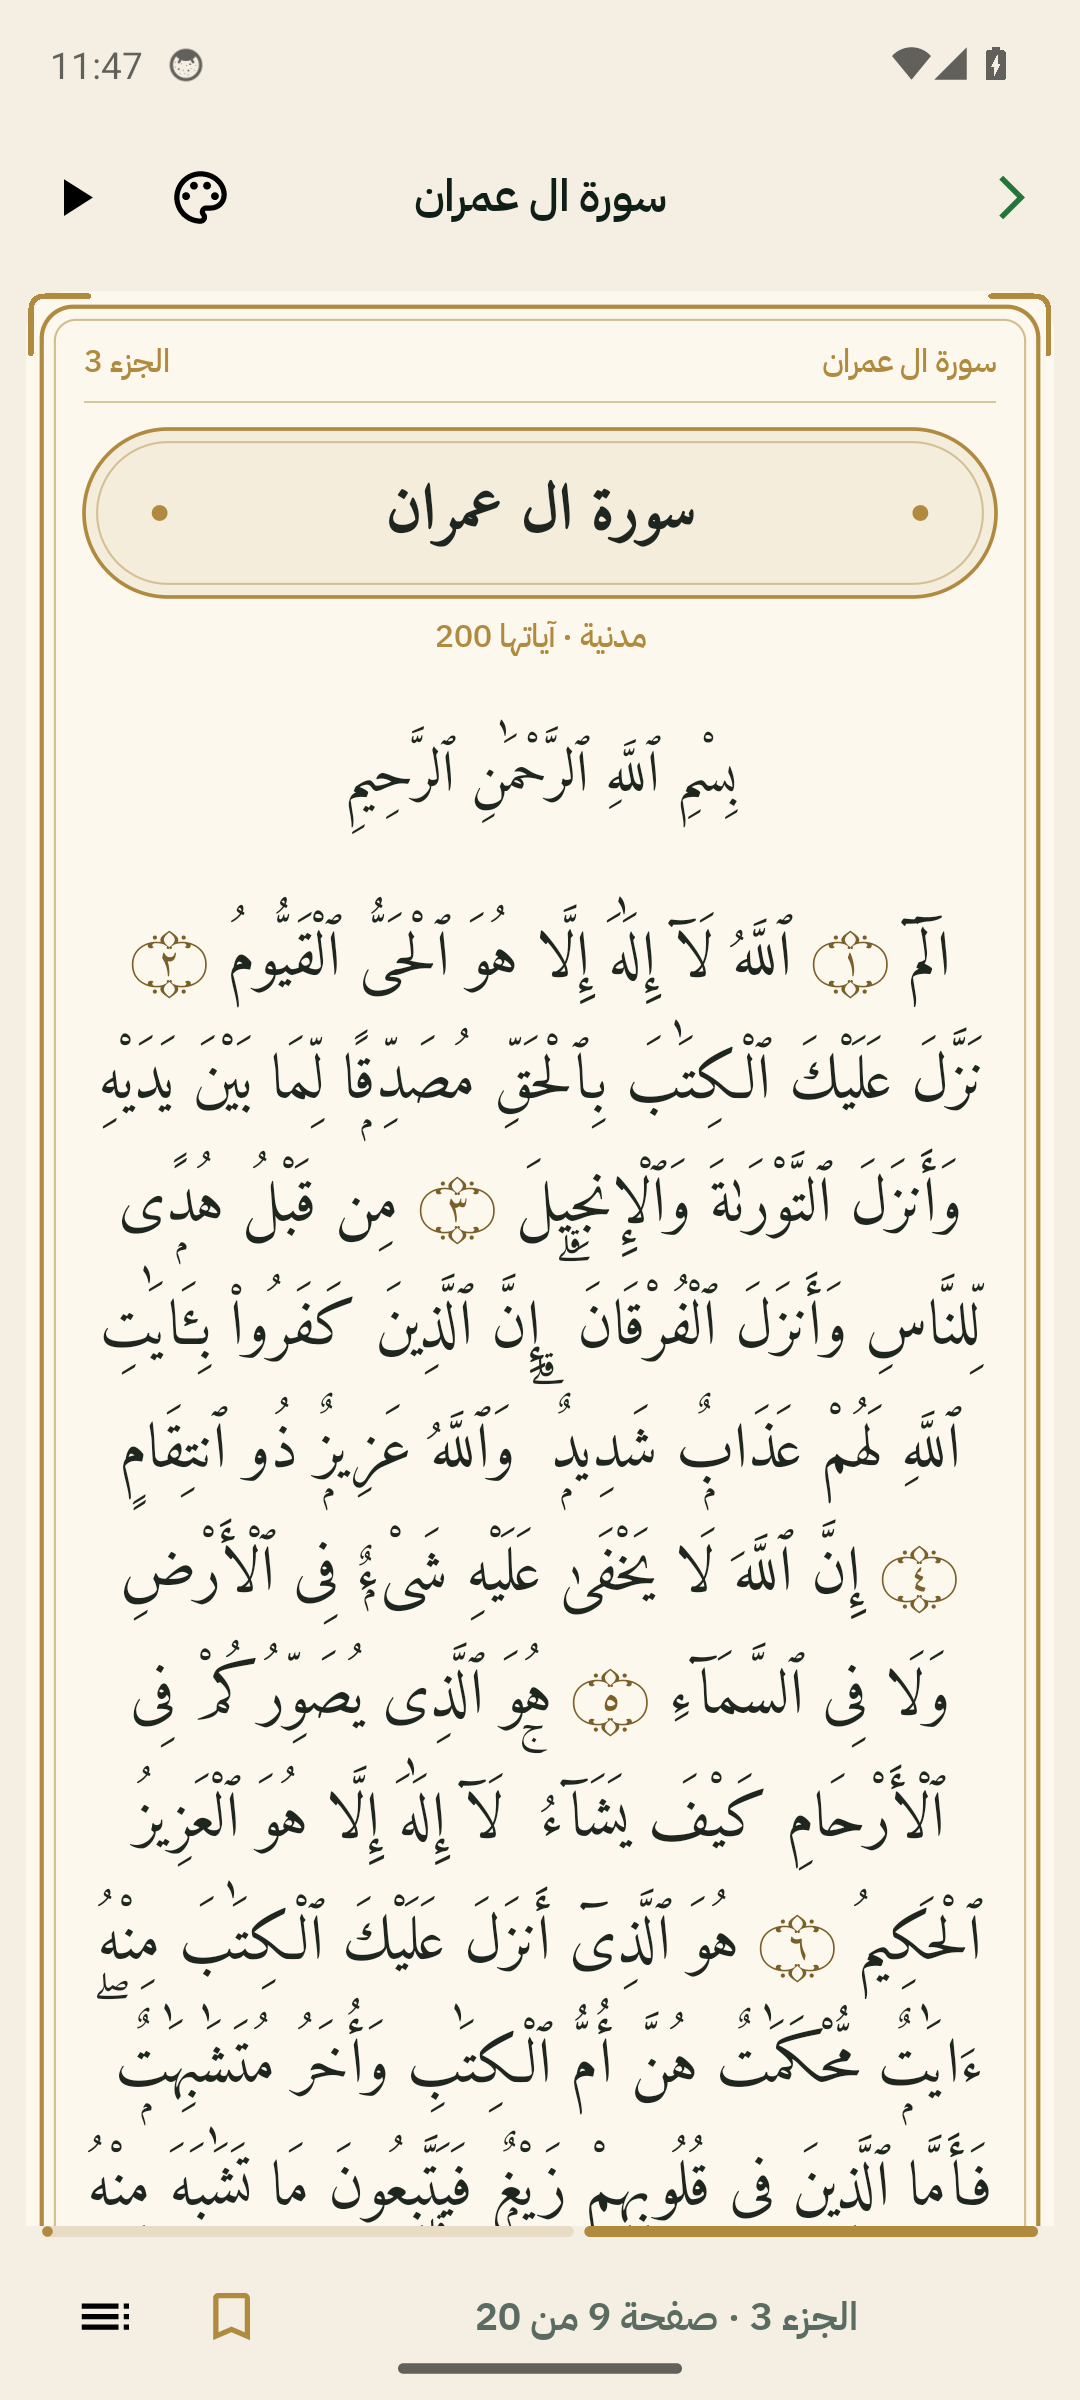 11:47
سورة ال عمران
سورة ال عمران
الجزء 3
سورة ال عمران
مدنية · آياتها 200
بِسْمِ ٱللَّهِ ٱلرَّحْمَٰنِ ٱلرَّحِيمِ
الٓمٓ ١ ٱللَّهُ لَآ إِلَٰهَ إِلَّا هُوَ ٱلْحَىُّ ٱلْقَيُّومُ ٢
نَزَّلَ عَلَيْكَ ٱلْكِتَٰبَ بِٱلْحَقِّ مُصَدِّقًۭا لِّمَا بَيْنَ يَدَيْهِ
وَأَنزَلَ ٱلتَّوْرَىٰةَ وَٱلْإِنجِيلَ ٣ مِن قَبْلُ هُدًۭى
لِّلنَّاسِ وَأَنزَلَ ٱلْفُرْقَانَ ۗ إِنَّ ٱلَّذِينَ كَفَرُوا۟ بِـَٔايَٰتِ
ٱللَّهِ لَهُمْ عَذَابٌۭ شَدِيدٌۭ ۗ وَٱللَّهُ عَزِيزٌۭ ذُو ٱنتِقَامٍ
٤ إِنَّ ٱللَّهَ لَا يَخْفَىٰ عَلَيْهِ شَىْءٌۭ فِى ٱلْأَرْضِ
وَلَا فِى ٱلسَّمَآءِ ٥ هُوَ ٱلَّذِى يُصَوِّرُكُمْ فِى
ٱلْأَرْحَامِ كَيْفَ يَشَآءُ ۚ لَآ إِلَٰهَ إِلَّا هُوَ ٱلْعَزِيزُ
ٱلْحَكِيمُ ٦ هُوَ ٱلَّذِىٓ أَنزَلَ عَلَيْكَ ٱلْكِتَٰبَ مِنْهُ
ءَايَٰتٌۭ مُّحْكَمَٰتٌ هُنَّ أُمُّ ٱلْكِتَٰبِ وَأُخَرُ مُتَشَٰبِهَٰتٌۭ ۖ
فَأَمَّا ٱلَّذِينَ فِى قُلُوبِهِمْ زَيْغٌۭ فَيَتَّبِعُونَ مَا تَشَٰبَهَ مِنْهُ
الجزء 3 · صفحة 9 من 20